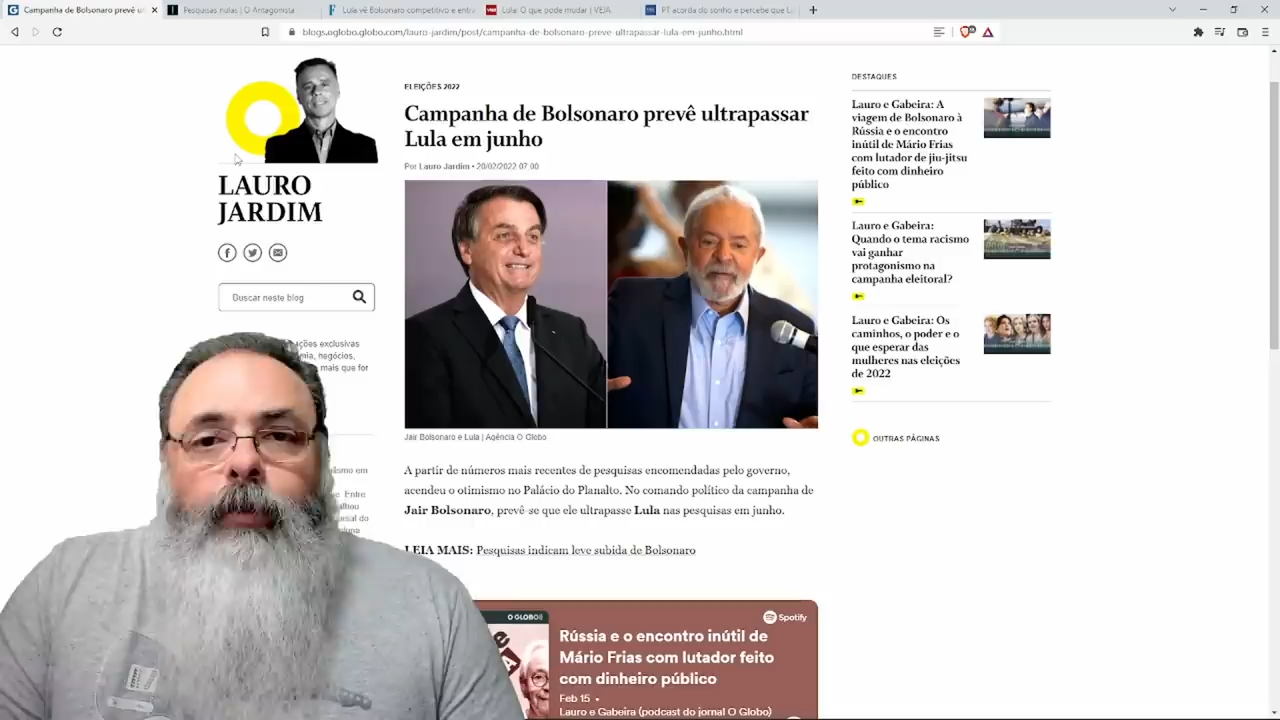 Campanha de Bolsonaro prevê ul
Pesquisas nulas | O Antagonista
Lula vê Bolsonaro competitivo e entra
Lula: O que pode mudar | VEJA
PT acorda do sonho e percebe que L
blogs.oglobo.globo.com/lauro-jardim/post/campanha-de-bolsonaro-preve-ultrapassar-lula-em-junho.html
LAURO
JARDIM
Buscar neste blog
ções exclusivas
mia, negócios,
mais que for
ELEIÇÕES 2022
Campanha de Bolsonaro prevê ultrapassar
Lula em junho
Por Lauro Jardim • 20/02/2022 07:00
Jair Bolsonaro e Lula | Agência O Globo
A partir de números mais recentes de pesquisas encomendadas pelo governo,
acendeu o otimismo no Palácio do Planalto. No comando político da campanha de
Jair Bolsonaro, prevê-se que ele ultrapasse Lula nas pesquisas em junho.
LEIA MAIS: Pesquisas indicam leve subida de Bolsonaro
O GLOBO
Spotify
Rússia e o encontro inútil de
Mário Frias com lutador feito
com dinheiro público
Feb 15 •
Lauro e Gabeira (podcast do jornal O Globo)
DESTAQUES
Lauro e Gabeira: A
viagem de Bolsonaro à
Rússia e o encontro
inútil de Mário Frias
com lutador de jiu-jitsu
feito com dinheiro
público
Lauro e Gabeira:
Quando o tema racismo
vai ganhar
protagonismo na
campanha eleitoral?
Lauro e Gabeira: Os
caminhos, o poder e o
que esperar das
mulheres nas eleições
de 2022
OUTRAS PÁGINAS